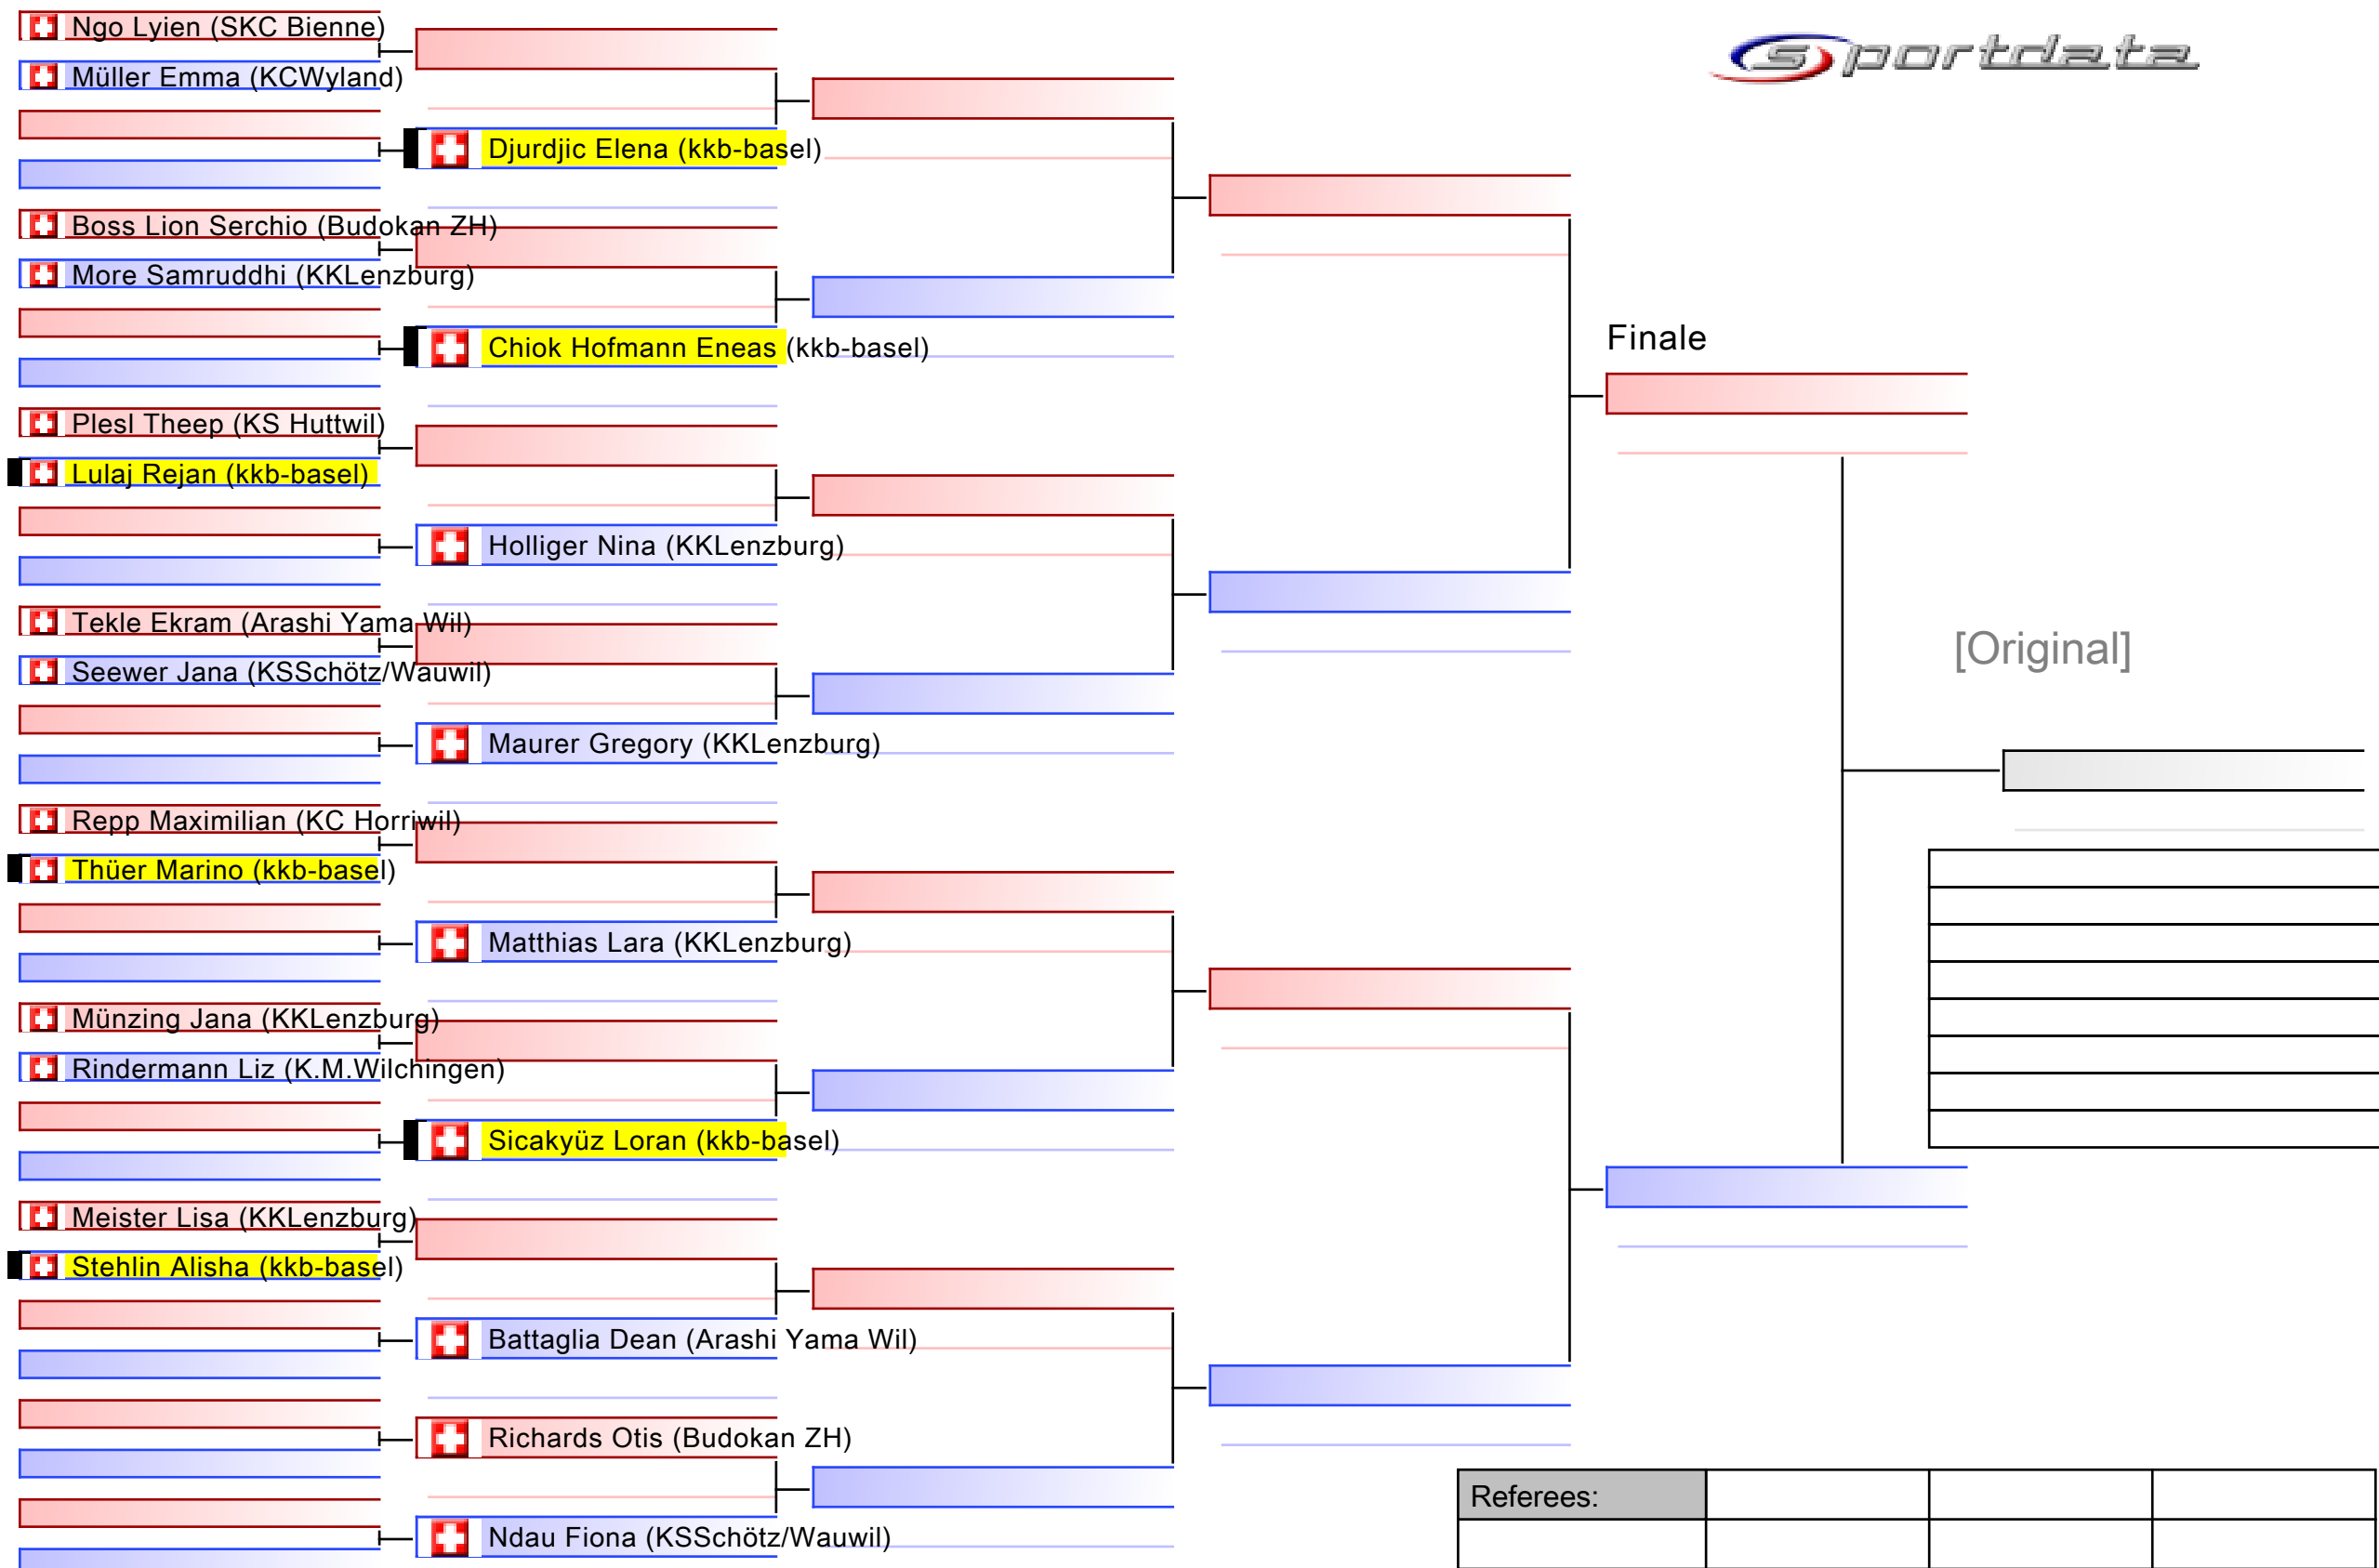 Ngo Lyien (SKC Bienne)
Müller Emma (KCWyland)
Djurdjic Elena (kkb-basel)
Boss Lion Serchio (Budokan ZH)
More Samruddhi (KKLenzburg)
Chiok Hofmann Eneas (kkb-basel)
Plesl Theep (KS Huttwil)
Lulaj Rejan (kkb-basel)
Holliger Nina (KKLenzburg)
Tekle Ekram (Arashi Yama Wil)
Seewer Jana (KSSchötz/Wauwil)
Maurer Gregory (KKLenzburg)
Repp Maximilian (KC Horriwil)
Thüer Marino (kkb-basel)
Matthias Lara (KKLenzburg)
Münzing Jana (KKLenzburg)
Rindermann Liz (K.M.Wilchingen)
Sicakyüz Loran (kkb-basel)
Meister Lisa (KKLenzburg)
Stehlin Alisha (kkb-basel)
Battaglia Dean (Arashi Yama Wil)
Richards Otis (Budokan ZH)
Ndau Fiona (KSSchötz/Wauwil)
sportdata
Finale
[Original]
Referees: